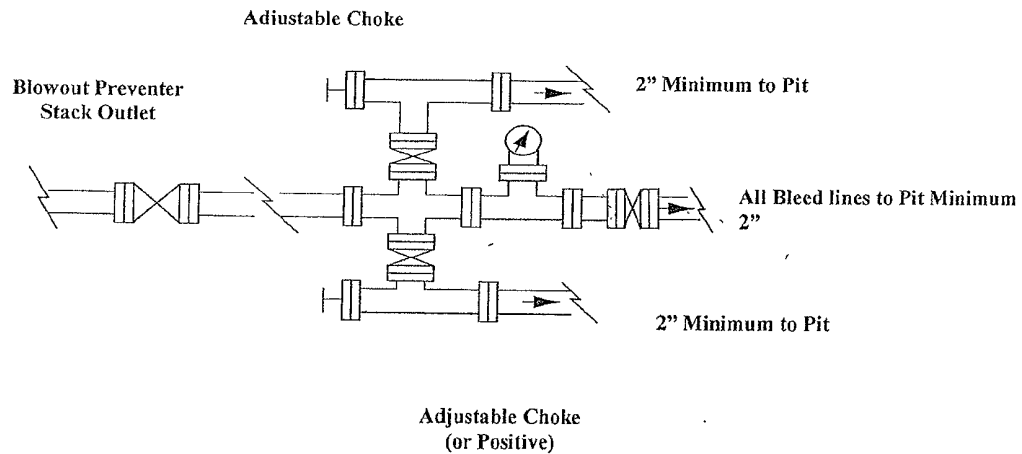 Adiustable Choke
Blowout Preventer
Stack Outlet
2” Minimum to Pit
All Bleed lines to Pit Minimum
2”
2” Minimum to Pit
Adjustable Choke
(or Positive)